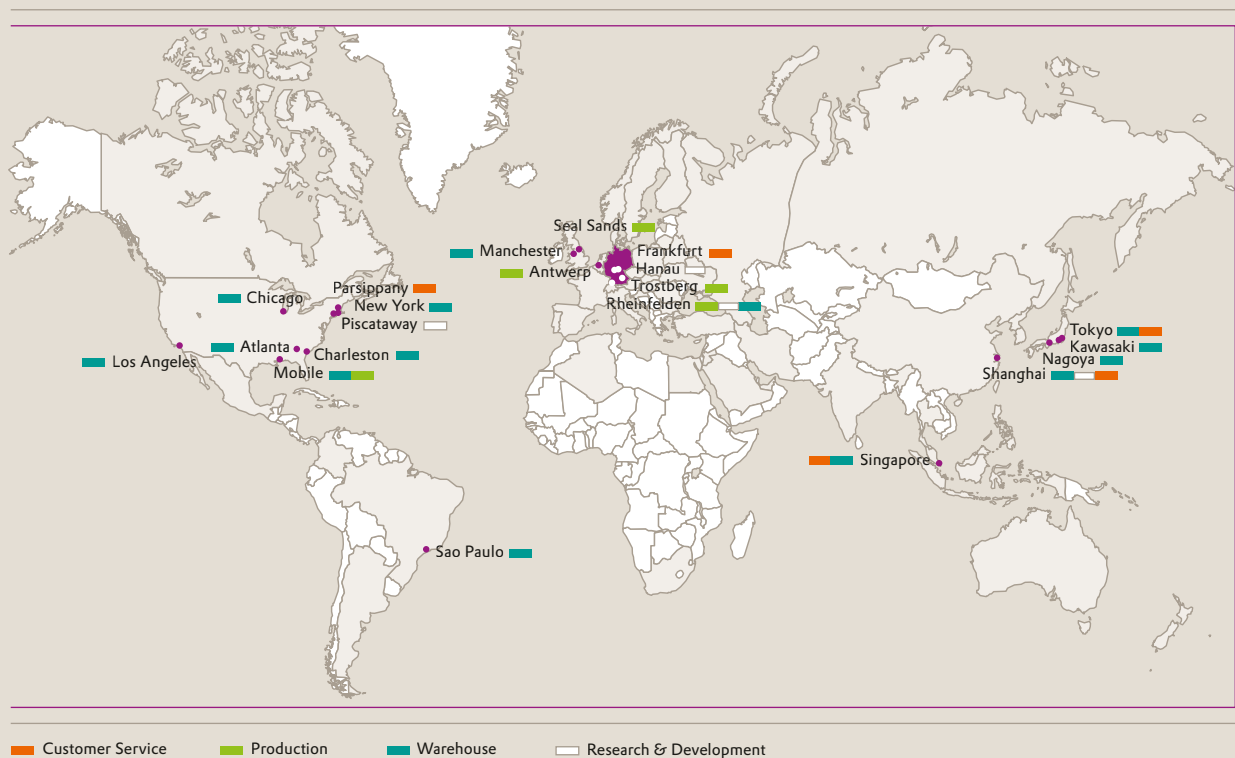 Seal Sands
Manchester
Frankfurt
Antwerp
Hanau
Trostberg
Rheinfelden
Parsippany
Chicago
New York
Piscataway
Atlanta
Charleston
Los Angeles
Mobile
Tokyo
Kawasaki
Nagoya
Shanghai
Singapore
Sao Paulo
Customer Service Production Warehouse Research & Development